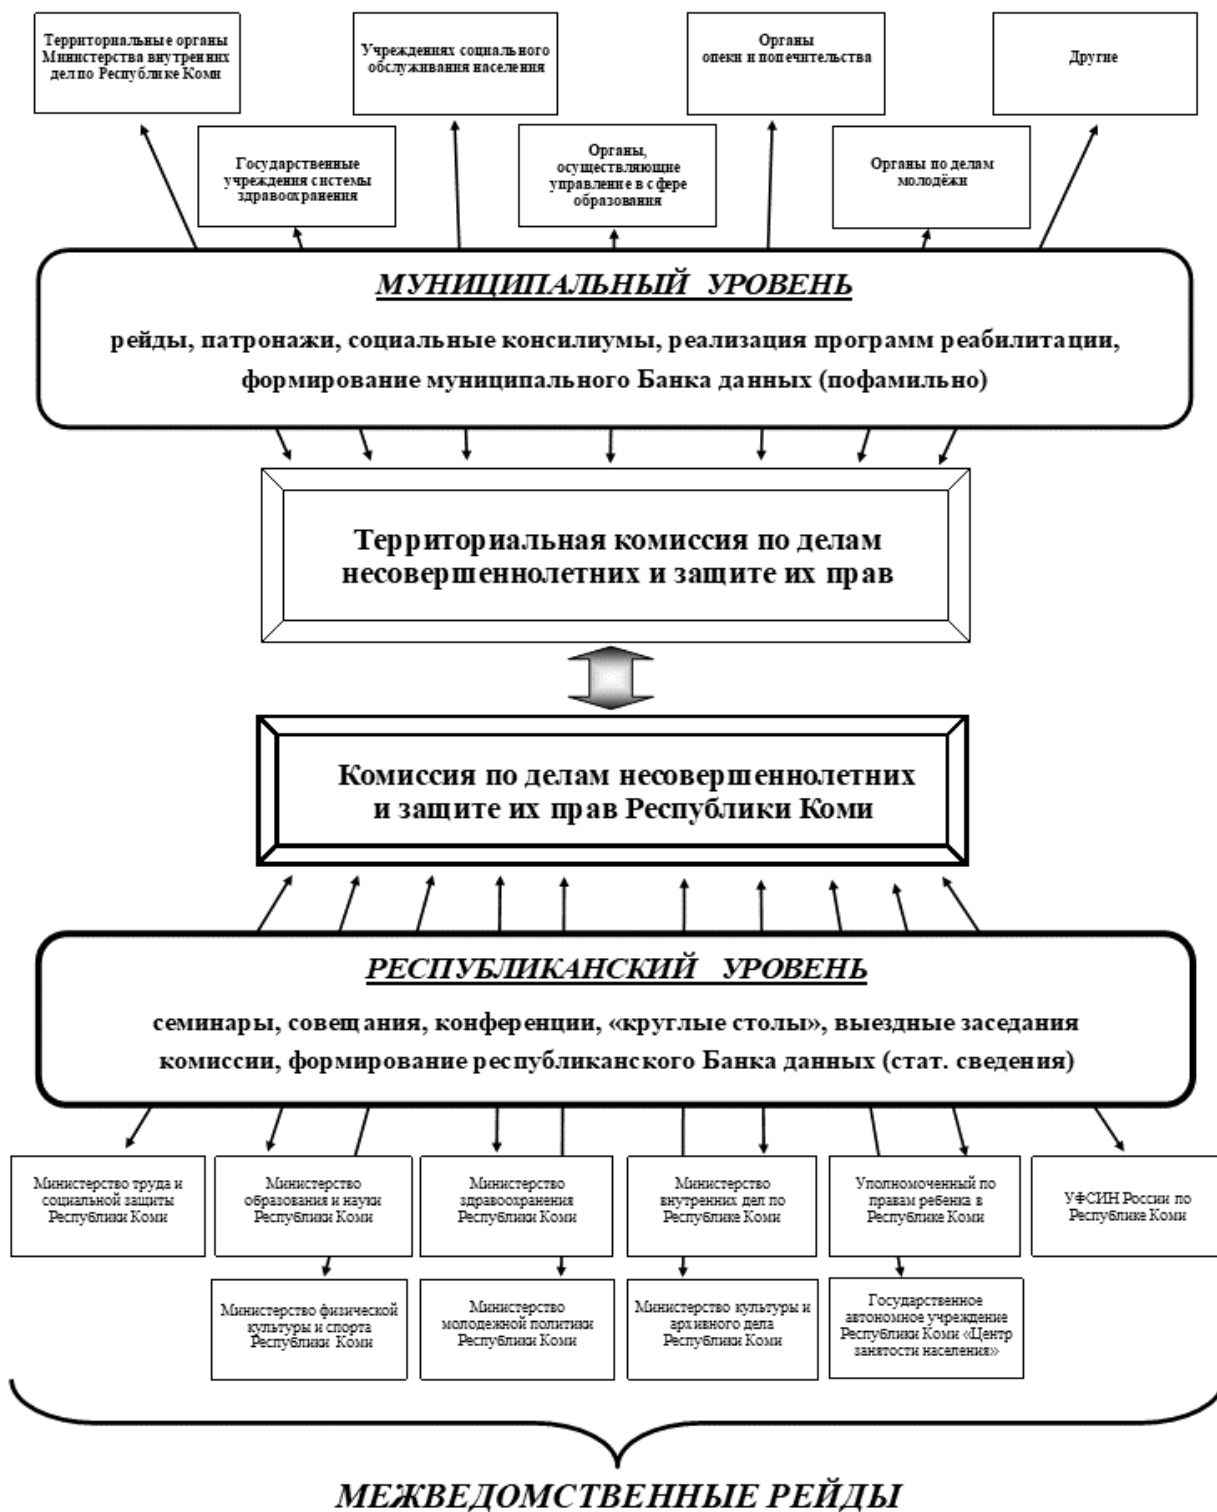 Территориальные органы
Министерства внутренних
дел по Республике Коми
Учреждениях социального
обслуживания населения
Органы
опеки и попечительства
Другие
Государственные
учреждения системы
здравоохранения
Органы,
осуществляющие
управление в сфере
образования
Органы по делам
молодёжи
МУНИЦИПАЛЬНЫЙ УРОВЕНЬ
рейды, патронажи, социальные консилиумы, реализация программ реабилитации,
формирование муниципального Банка данных (пофамильно)
Территориальная комиссия по делам
несовершеннолетних и защите их прав
Комиссия по делам несовершеннолетних
и защите их прав Республики Коми
РЕСПУБЛИКАНСКИЙ УРОВЕНЬ
семинары, совещания, конференции, «круглые столы», выездные заседания
комиссии, формирование республиканского Банка данных (стат. сведения)
Министерство труда и
социальной защиты
Республики Коми
Министерство
образования и науки
Республики Коми
Министерство
здравоохранения
Республики Коми
Министерство
внутренних дел по
Республике Коми
Уполномоченный по
правам ребенка в
Республике Коми
УФСИН России по
Республике Коми
Министерство физической
культуры и спорта
Республики Коми
Министерство
молодежной политики
Республики Коми
Министерство культуры и
архивного дела
Республики Коми
Государственное
автономное учреждение
Республики Коми «Центр
занятости населения»
МЕЖВЕДОМСТВЕННЫЕ РЕЙДЫ